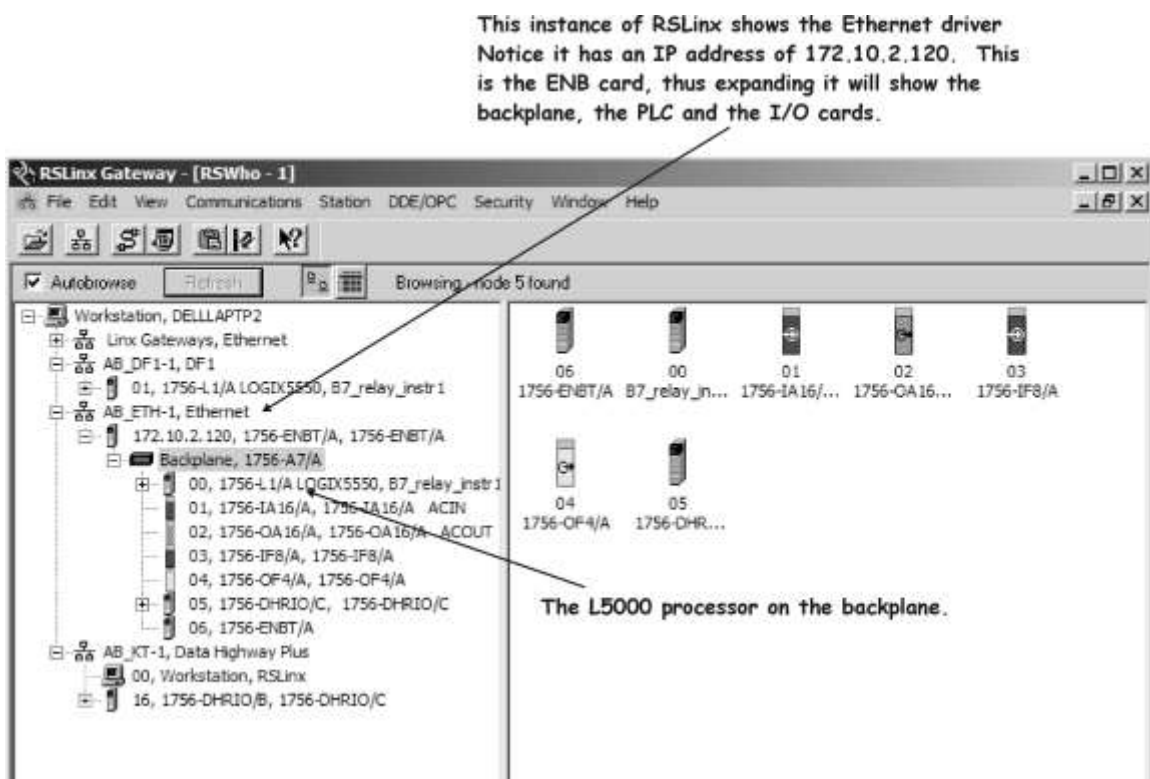 This instance of RSLinx shows the Ethernet driver
Notice it has an IP address of 172.10.2.120. This
is the ENB card, thus expanding it will show the
backplane, the PLC and the I/O cards.
RSLinx Gateway - [RSWho - 1]
File Edit View Communications Station DDE/OPC Security Window Help
Autobrowse Refresh Browsing - node 5 found
Workstation, DELLLAPTP2
Linx Gateways, Ethernet
AB_DF1-1, DF1
01, 1756-L1/A LOGIX5550, B7_relay_instr1
AB_ETH-1, Ethernet
172.10.2.120, 1756-ENBT/A, 1756-ENBT/A
Backplane, 1756-A7/A
00, 1756-L1/A LOGIX5550, B7_relay_instr1
01, 1756-IA16/A, 1756-IA16/A ACIN
02, 1756-OA16/A, 1756-OA16/A ACOUT
03, 1756-IF8/A, 1756-IF8/A
04, 1756-OF4/A, 1756-OF4/A
05, 1756-DHRIO/C, 1756-DHRIO/C
06, 1756-ENBT/A
AB_KT-1, Data Highway Plus
00, Workstation, RSLinx
16, 1756-DHRIO/B, 1756-DHRIO/C
06 00 01 02 03
1756-ENBT/A B7_relay_in... 1756-IA16/... 1756-OA16... 1756-IF8/A
04 05
1756-OF4/A 1756-DHR...
The L5000 processor on the backplane.